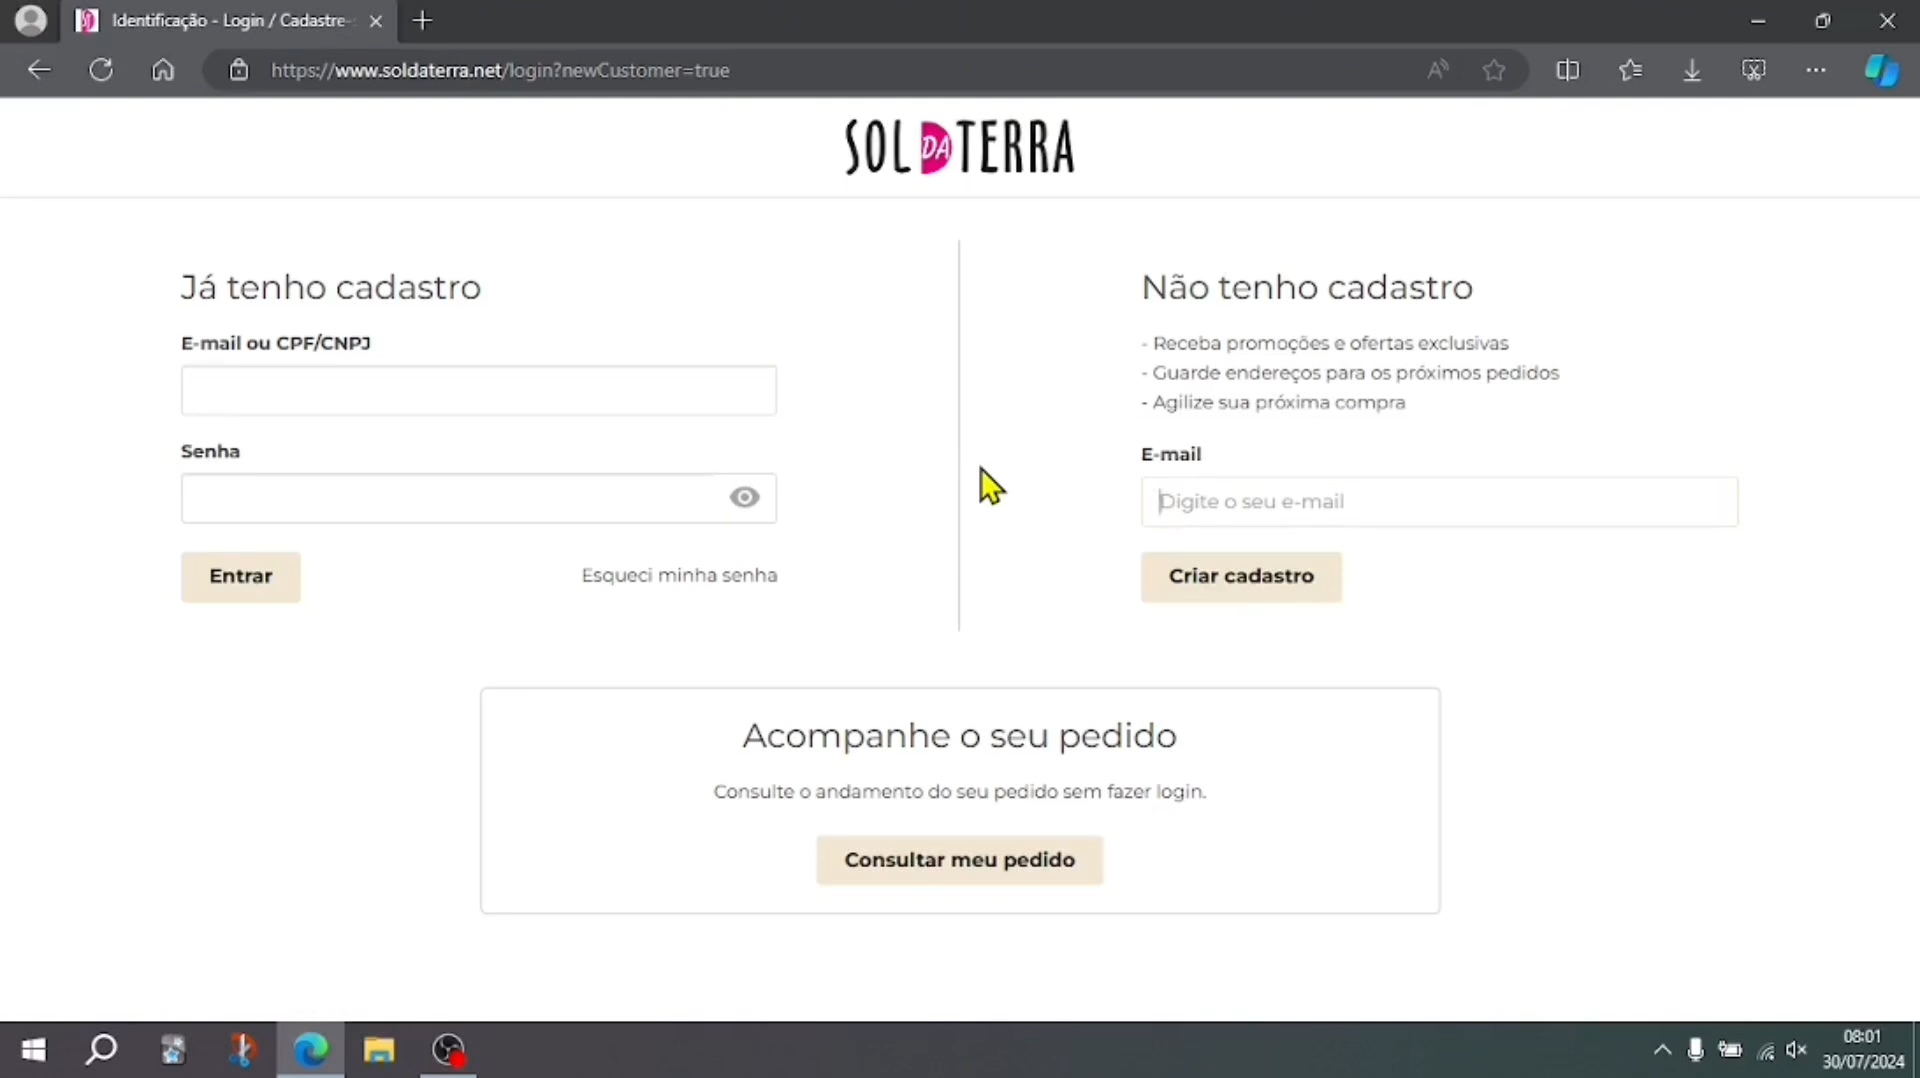 Identificação - Login / Cadastre-
https://www.soldaterra.net/login?newCustomer=true
SOL DA TERRA
Já tenho cadastro
E-mail ou CPF/CNPJ
Senha
Entrar
Esqueci minha senha
Não tenho cadastro
- Receba promoções e ofertas exclusivas
- Guarde endereços para os próximos pedidos
- Agilize sua próxima compra
E-mail
Digite o seu e-mail
Criar cadastro
Acompanhe o seu pedido
Consulte o andamento do seu pedido sem fazer login.
Consultar meu pedido
08:01
30/07/2024